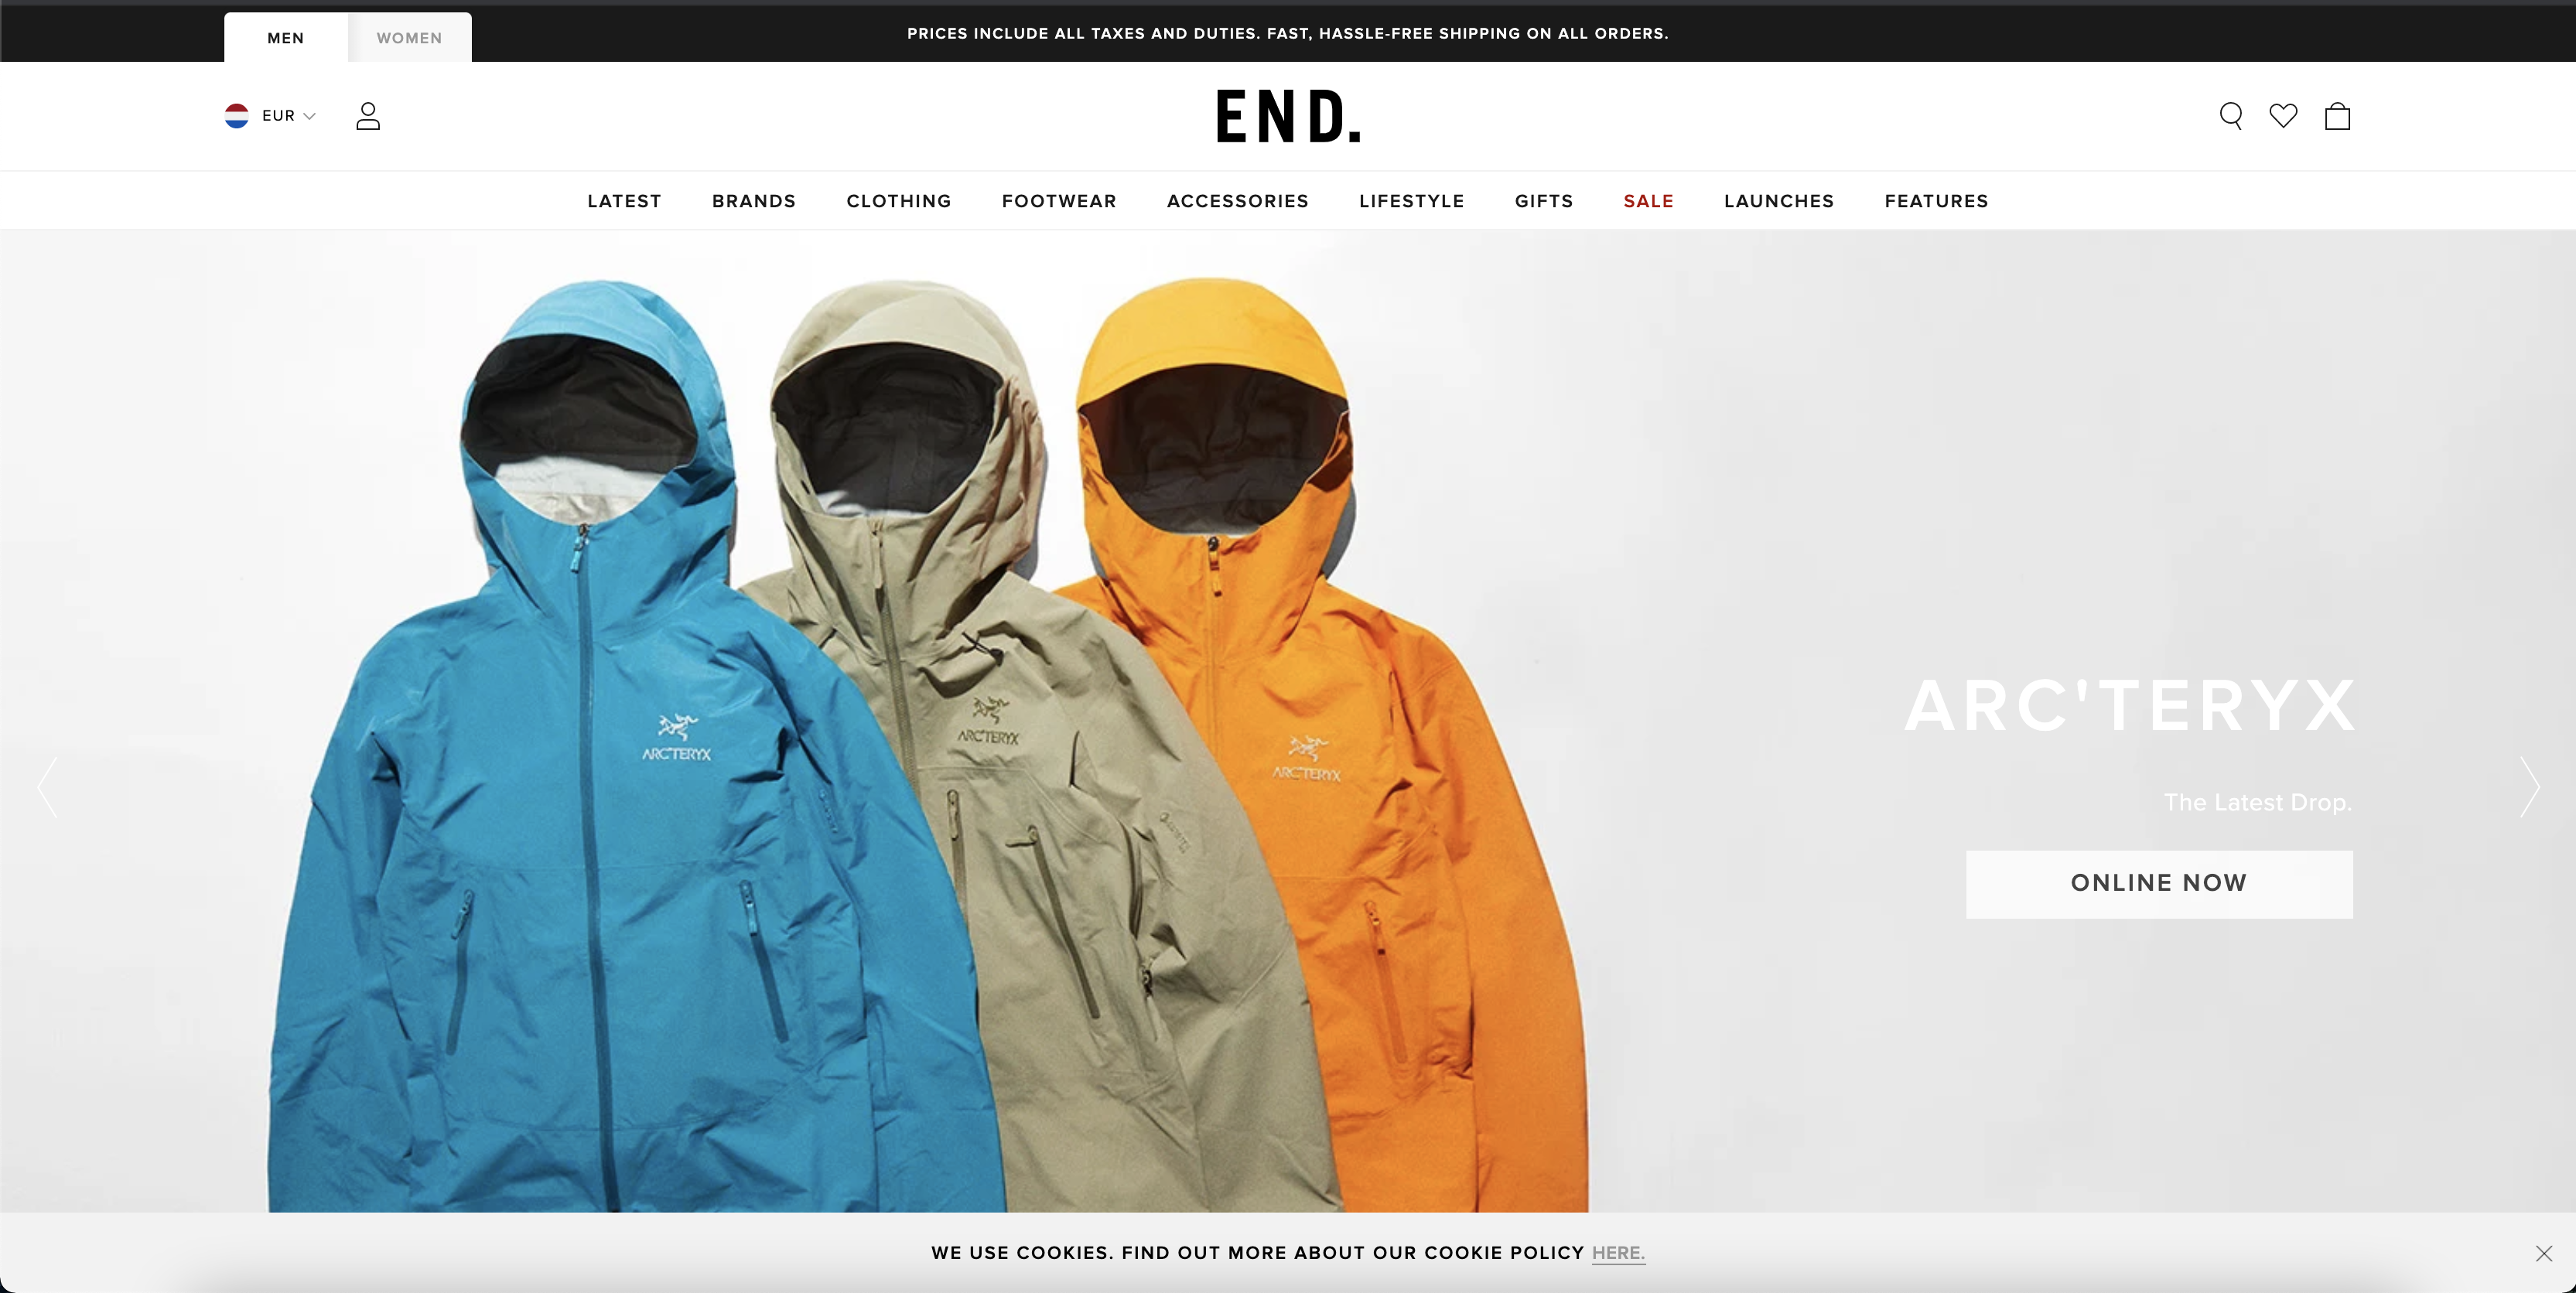 MEN
WOMEN
PRICES INCLUDE ALL TAXES AND DUTIES. FAST, HASSLE-FREE SHIPPING ON ALL ORDERS.
EUR
END.
LATEST
BRANDS
CLOTHING
FOOTWEAR
ACCESSORIES
LIFESTYLE
GIFTS
SALE
LAUNCHES
FEATURES
ARC'TERYX
ARC'TERYX
ARC'TERYX
ARC'TERYX
The Latest Drop.
ONLINE NOW
WE USE COOKIES. FIND OUT MORE ABOUT OUR COOKIE POLICY HERE.